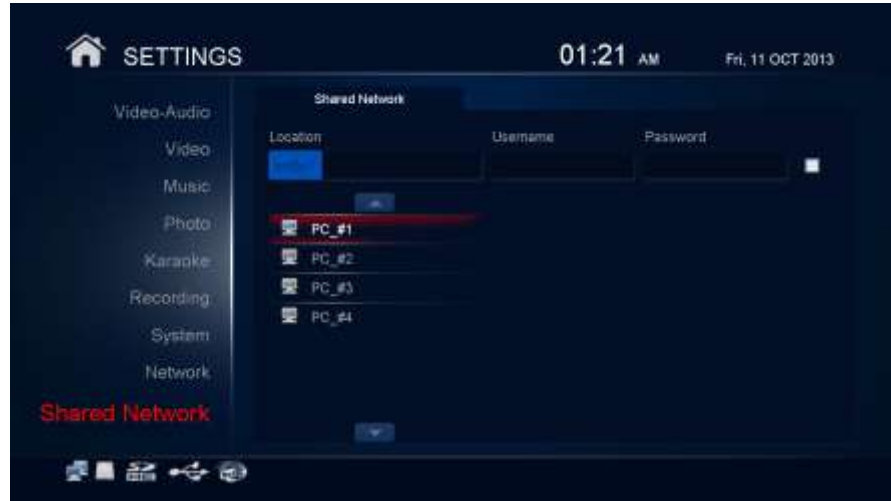 SETTINGS
01:21 AM
Fri, 11 OCT 2013
Video-Audio
Video
Music
Photo
Karaoke
Recording
System
Network
Shared Network
Shared Network
Location
Username
Password
PC_#1
PC_#2
PC_#3
PC_#4